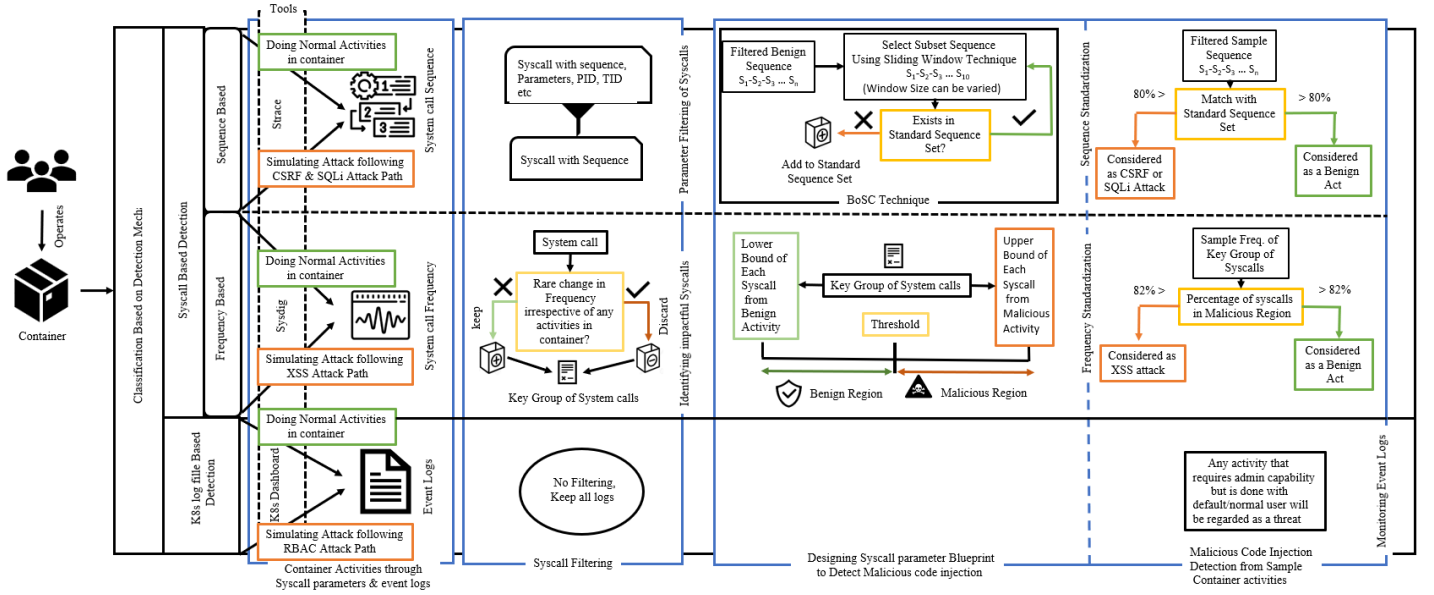 Tools
Operates
Container
Classification Based on Detection Mech:
Syscall Based Detection
K8s log fille Based
Detection
Sequence Based
Frequency Based
Doing Normal Activities
in container
Strace
System call Sequence
Simulating Attack following
CSRF & SQLi Attack Path
Doing Normal Activities
in container
Sysdig
System call Frequency
Simulating Attack following
XSS Attack Path
Doing Normal Activities
in container
K8s Dashboard
Event Logs
Simulating Attack following
RBAC Attack Path
Container Activities through
Syscall parameters & event logs
Syscall with sequence,
Parameters, PID, TID
etc
Syscall with Sequence
Parameter Filtering of Syscalls
System call
Rare change in
Frequency
irrespective of any
activities in
container?
keep
Discard
Key Group of System calls
Identifying impactful Syscalls
No Filtering,
Keep all logs
Syscall Filtering
Filtered Benign
Sequence
S₁-S₂-S₃ ... Sₙ
Select Subset Sequence
Using Sliding Window Technique
S₁-S₂-S₃ ... S₁₀
(Window Size can be varied)
Exists in
Standard Sequence
Set?
Add to Standard
Sequence Set
BoSC Technique
Sequence Standardization
Lower
Bound of
Each
Syscall
from
Benign
Activity
Key Group of System calls
Threshold
Upper
Bound of
Each
Syscall
from
Malicious
Activity
Benign Region
Malicious Region
Frequency Standardization
Designing Syscall parameter Blueprint
to Detect Malicious code injection
Filtered Sample
Sequence
S₁-S₂-S₃ ... Sₙ
80% >
> 80%
Match with
Standard Sequence
Set
Considered
as CSRF or
SQLi Attack
Considered
as a Benign
Act
Sample Freq. of
Key Group of
Syscalls
82% >
> 82%
Percentage of syscalls
in Malicious Region
Considered as
XSS attack
Considered
as a Benign
Act
Any activity that
requires admin capability
but is done with
default/normal user will
be regarded as a threat
Monitoring Event Logs
Malicious Code Injection
Detection from Sample
Container activities